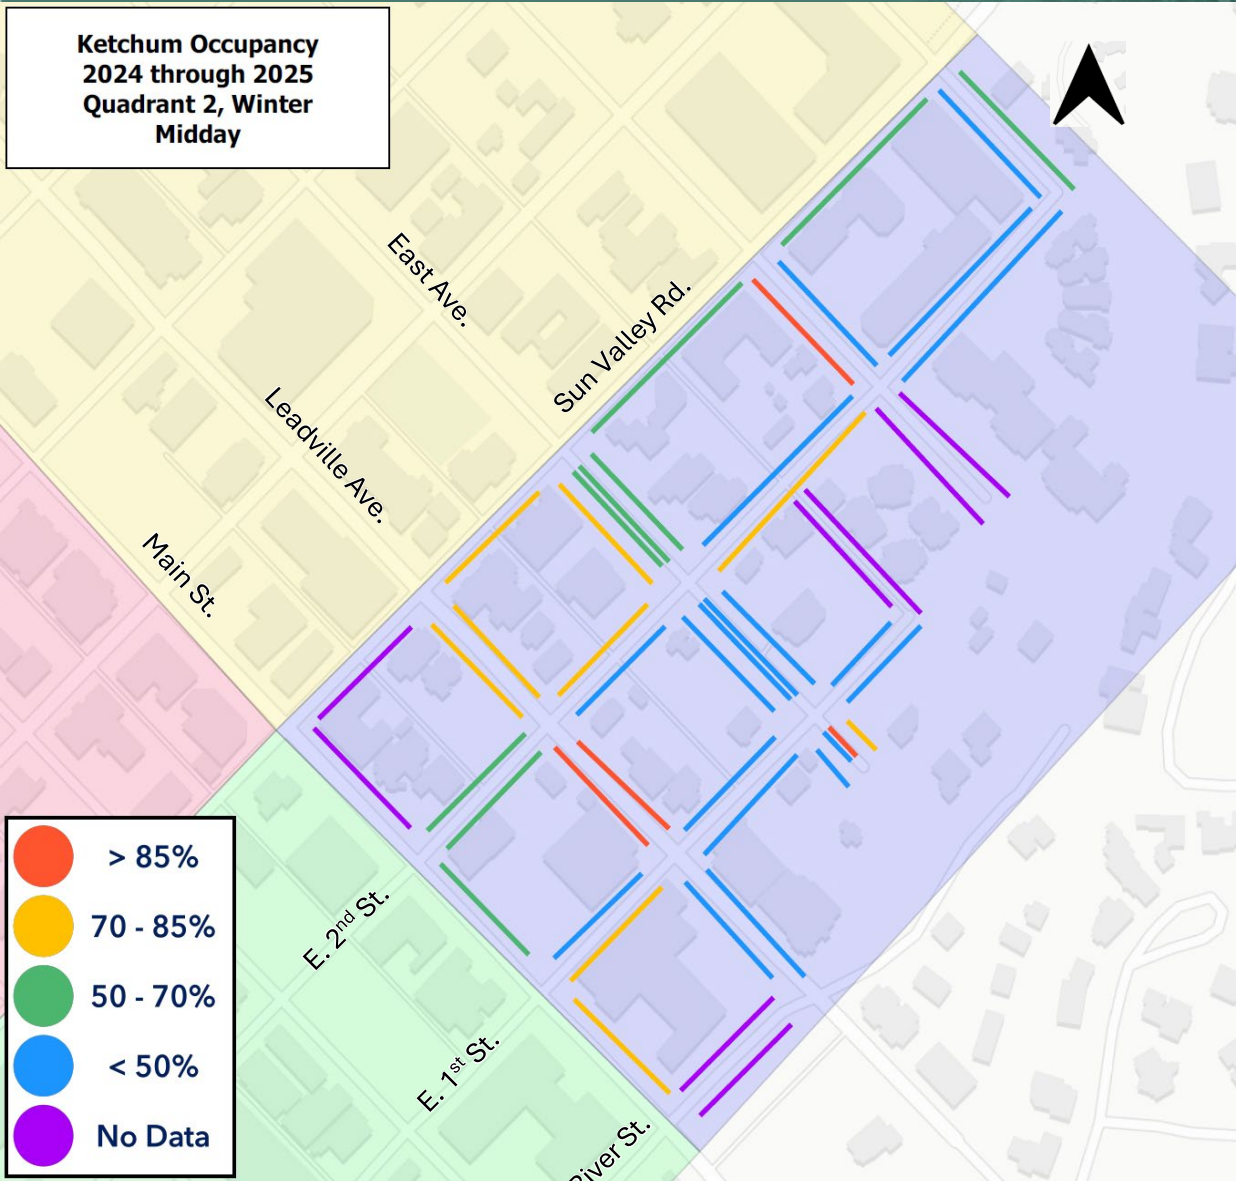 Ketchum Occupancy
2024 through 2025
Quadrant 2, Winter
Midday
East Ave.
Sun Valley Rd.
Leadville Ave.
Main St.
> 85%
70 - 85%
50 - 70%
< 50%
No Data
E. 2nd St.
E. 1st St.
River St.